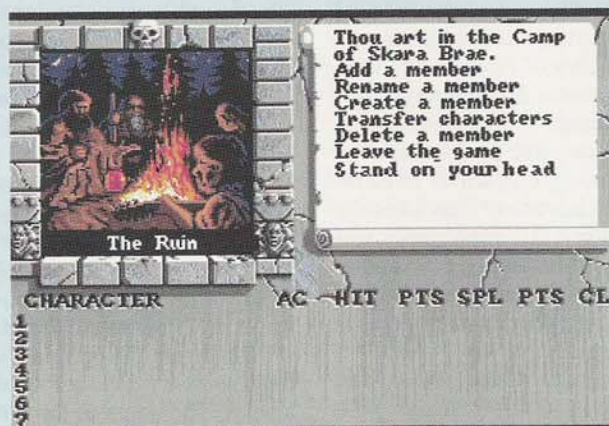 The Ruin
Thou art in the Camp
of Skara Brae.
Add a member
Rename a member
Create a member
Transfer characters
Delete a member
Leave the game
Stand on your head
CHARACTER AC HIT PTS SPL PTS CL
1
2
3
4
5
6
7